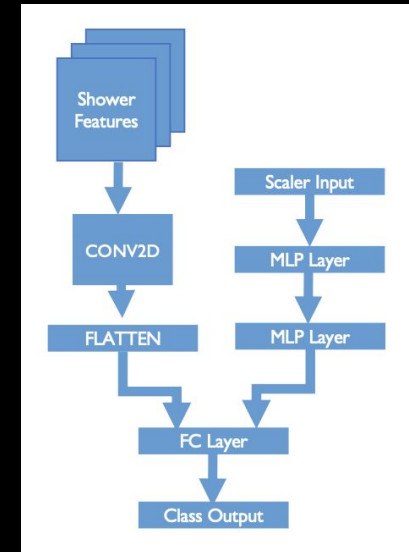 Shower
Features
CONV2D
FLATTEN
Scaler Input
MLP Layer
MLP Layer
FC Layer
Class Output